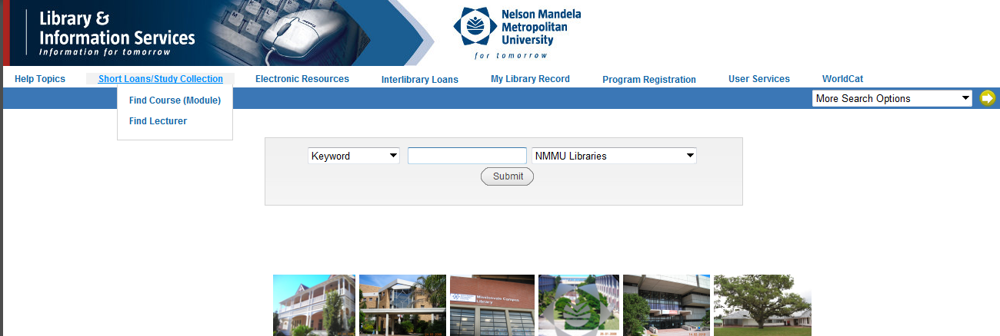 Library &
Information Services
Information for tomorrow
Nelson Mandela
Metropolitan
University
for tomorrow
Help Topics
Short Loans/Study Collection
Electronic Resources
Interlibrary Loans
My Library Record
Program Registration
User Services
WorldCat
Find Course (Module)
Find Lecturer
More Search Options
Keyword
NMMU Libraries
Submit
Missionvale Campus
Library